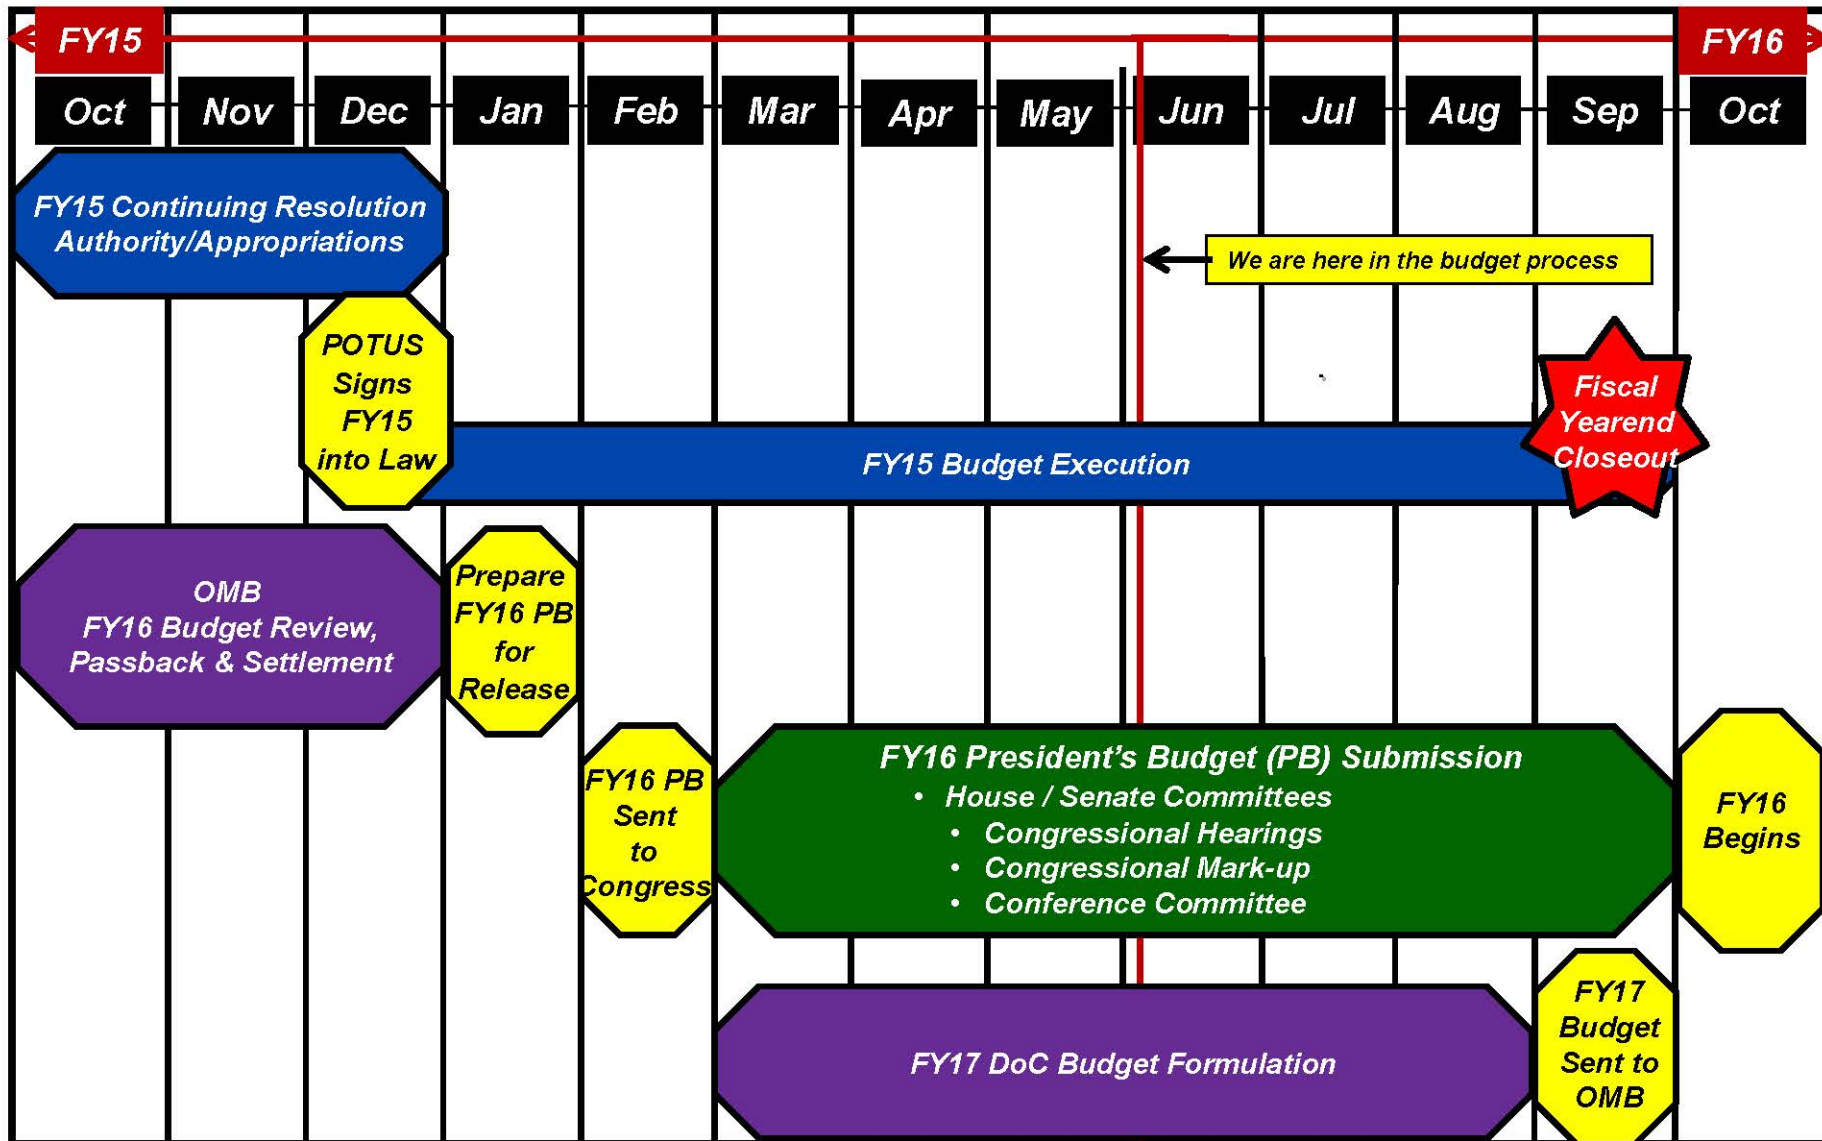 FY15
FY16
Oct
Nov
Dec
Jan
Feb
Mar
Apr
May
Jun
Jul
Aug
Sep
Oct
FY15 Continuing Resolution
Authority/Appropriations
We are here in the budget process
POTUS
Signs
FY15
into Law
FY15 Budget Execution
Fiscal
Yearend
Closeout
OMB
FY16 Budget Review,
Passback & Settlement
Prepare
FY16 PB
for
Release
FY16 PB
Sent
to
Congress
FY16 President's Budget (PB) Submission
• House / Senate Committees
• Congressional Hearings
• Congressional Mark-up
• Conference Committee
FY16
Begins
FY17 DoC Budget Formulation
FY17
Budget
Sent to
OMB